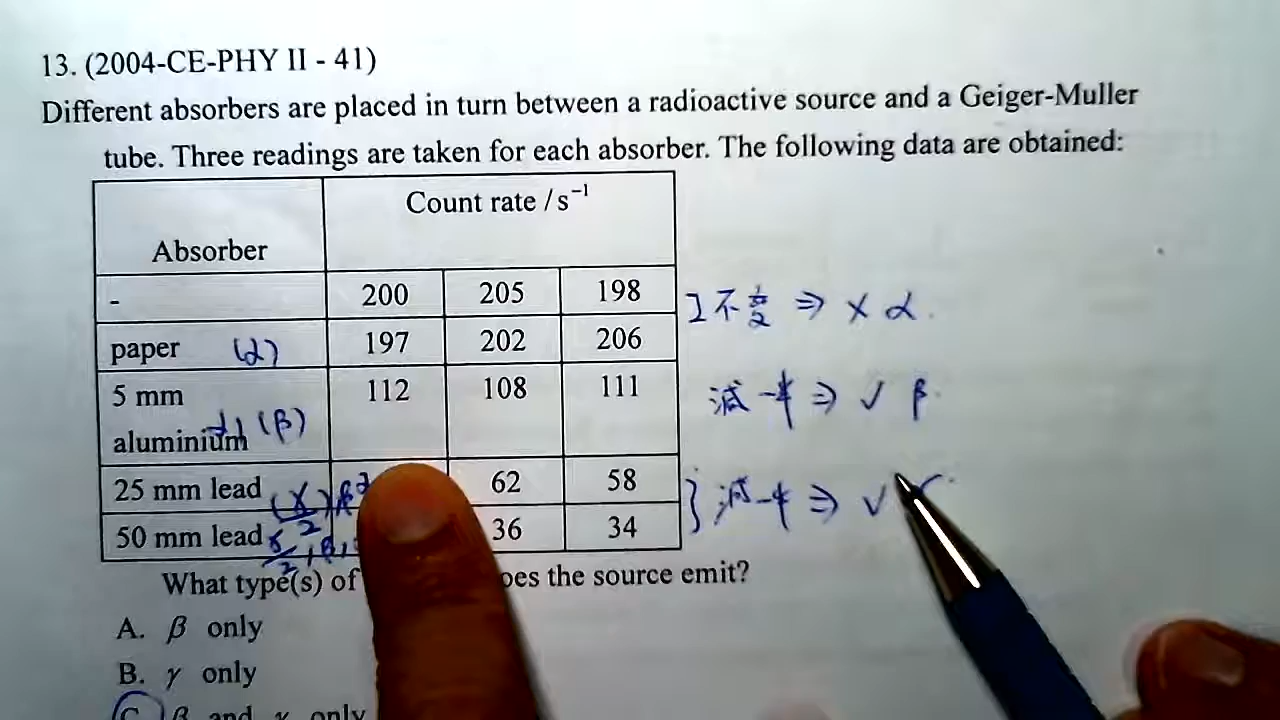 13. (2004-CE-PHY II - 41)
Different absorbers are placed in turn between a radioactive source and a Geiger-Muller
tube. Three readings are taken for each absorber. The following data are obtained:
Absorber
Count rate / s⁻¹
- 200 205 198
paper (α) 197 202 206
不 ⇒ × α.
5 mm 112 108 111
aluminium (β)
減一半 ⇒ ✓ β.
25 mm lead 62 58
50 mm lead 36 34
減一半 ⇒ ✓
What type(s) of oes the source emit?
A. β only
B. γ only
C. β and γ only